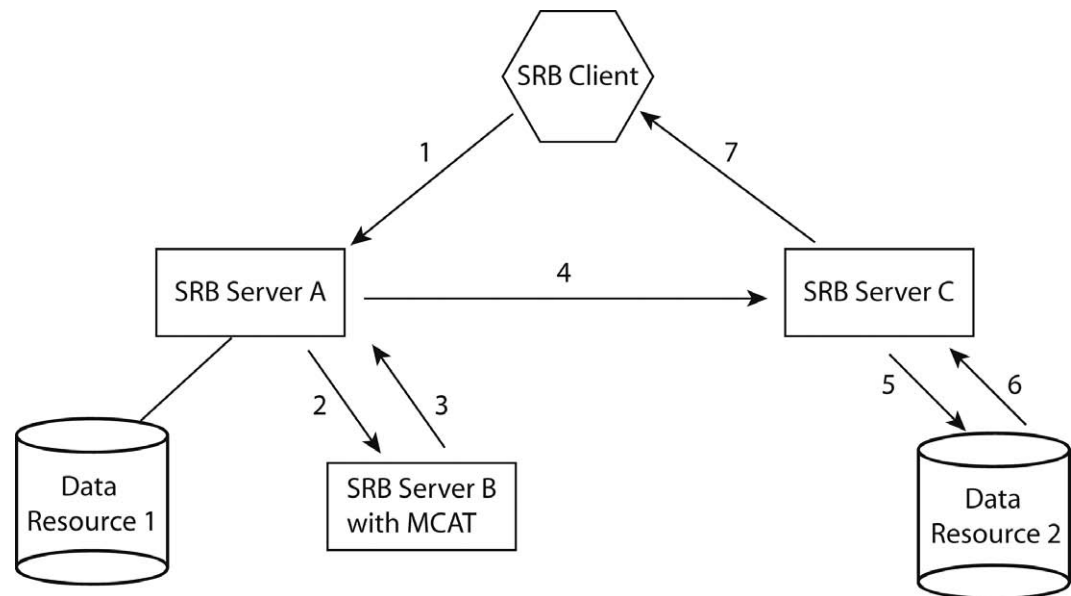 SRB Client
1
7
SRB Server A
4
SRB Server C
2
3
5
6
Data
Resource 1
SRB Server B
with MCAT
Data
Resource 2